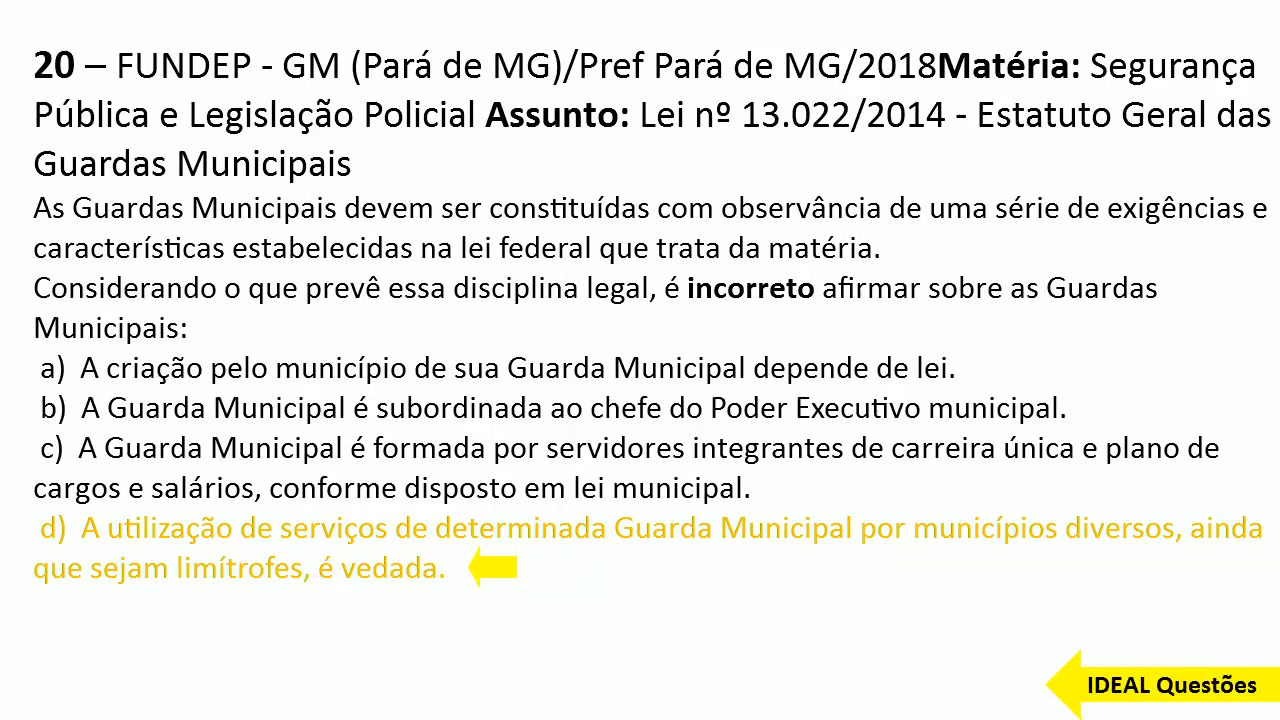 20 – FUNDEP - GM (Pará de MG)/Pref Pará de MG/2018Matéria: Segurança
Pública e Legislação Policial Assunto: Lei nº 13.022/2014 - Estatuto Geral das
Guardas Municipais
As Guardas Municipais devem ser constituídas com observância de uma série de exigências e
características estabelecidas na lei federal que trata da matéria.
Considerando o que prevê essa disciplina legal, é incorreto afirmar sobre as Guardas
Municipais:
a) A criação pelo município de sua Guarda Municipal depende de lei.
b) A Guarda Municipal é subordinada ao chefe do Poder Executivo municipal.
c) A Guarda Municipal é formada por servidores integrantes de carreira única e plano de
cargos e salários, conforme disposto em lei municipal.
d) A utilização de serviços de determinada Guarda Municipal por municípios diversos, ainda
que sejam limítrofes, é vedada.
IDEAL Questões